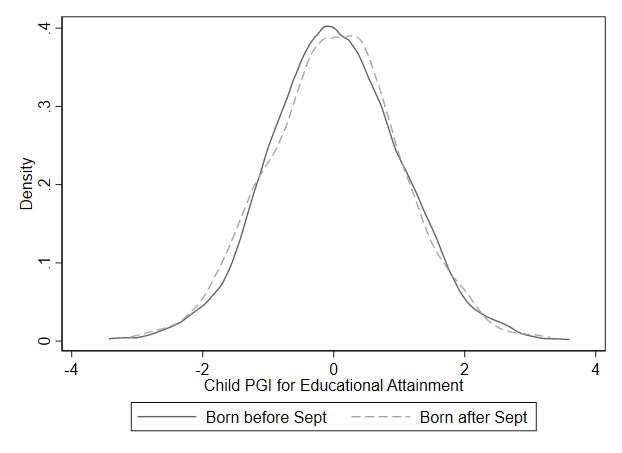 .4
.3
.2
.1
0
Density
-4 -2 0 2 4
Child PGI for Educational Attainment
Born before Sept Born after Sept